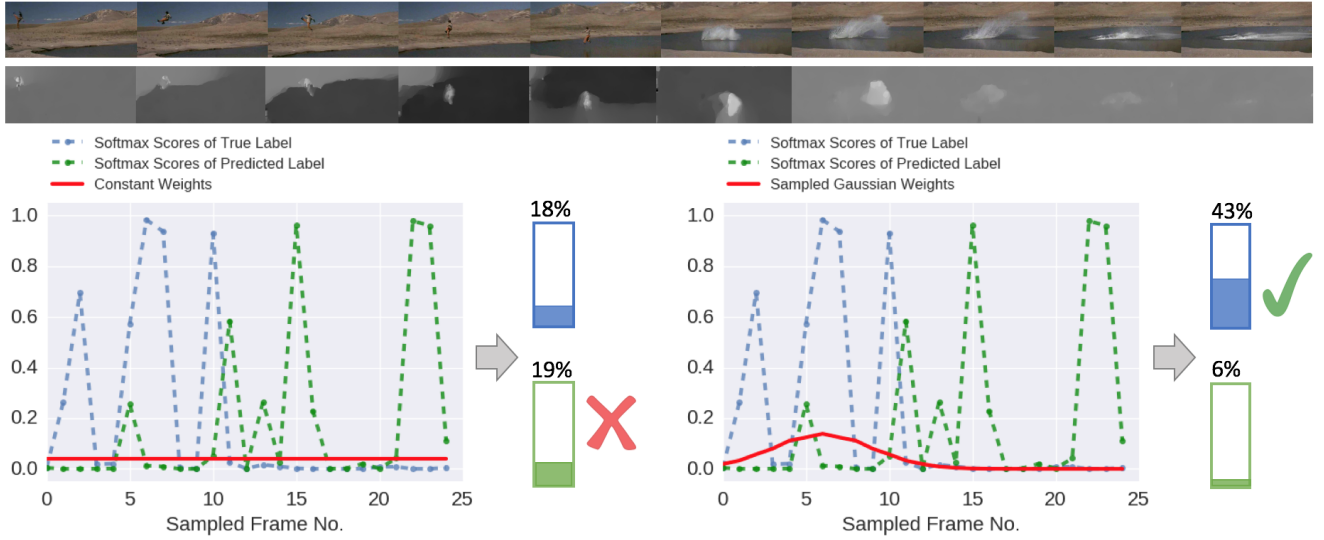 Softmax Scores of True Label
Softmax Scores of Predicted Label
Constant Weights
1.0
0.8
0.6
0.4
0.2
0.0
0 5 10 15 20 25
Sampled Frame No.
18%
19%
Softmax Scores of True Label
Softmax Scores of Predicted Label
Sampled Gaussian Weights
1.0
0.8
0.6
0.4
0.2
0.0
0 5 10 15 20 25
Sampled Frame No.
43%
6%